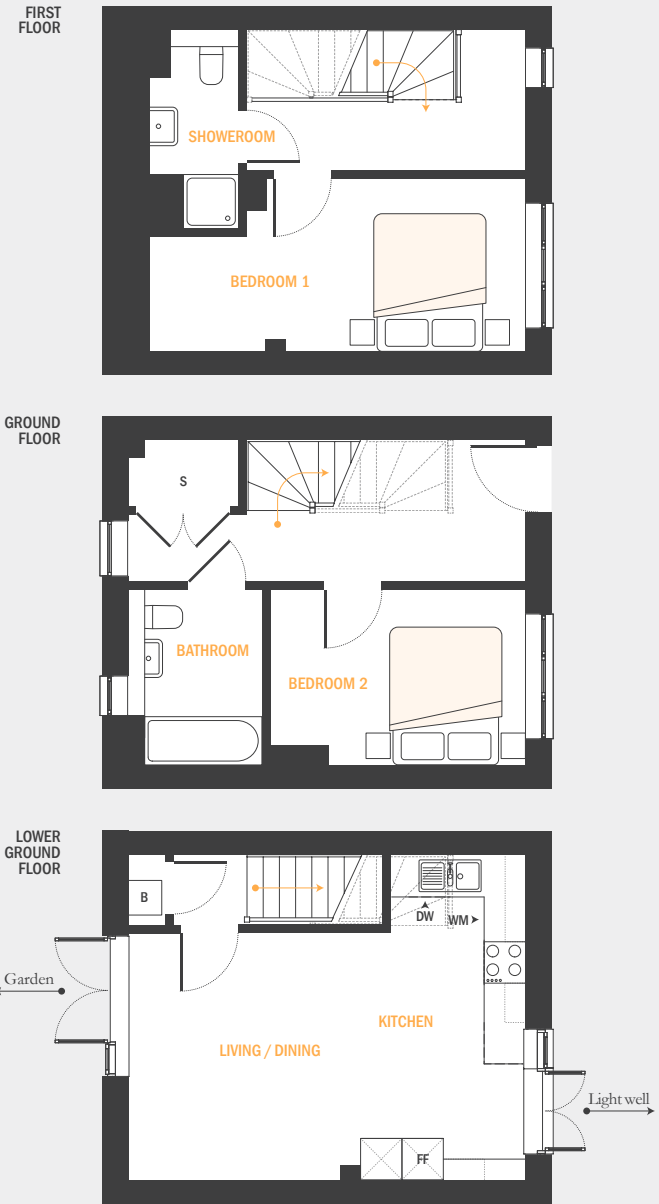 FIRST
FLOOR
SHOWEROOM
BEDROOM 1
GROUND
FLOOR
S
BATHROOM
BEDROOM 2
LOWER
GROUND
FLOOR
B
DW
WM
Garden
KITCHEN
LIVING / DINING
Light well
FF